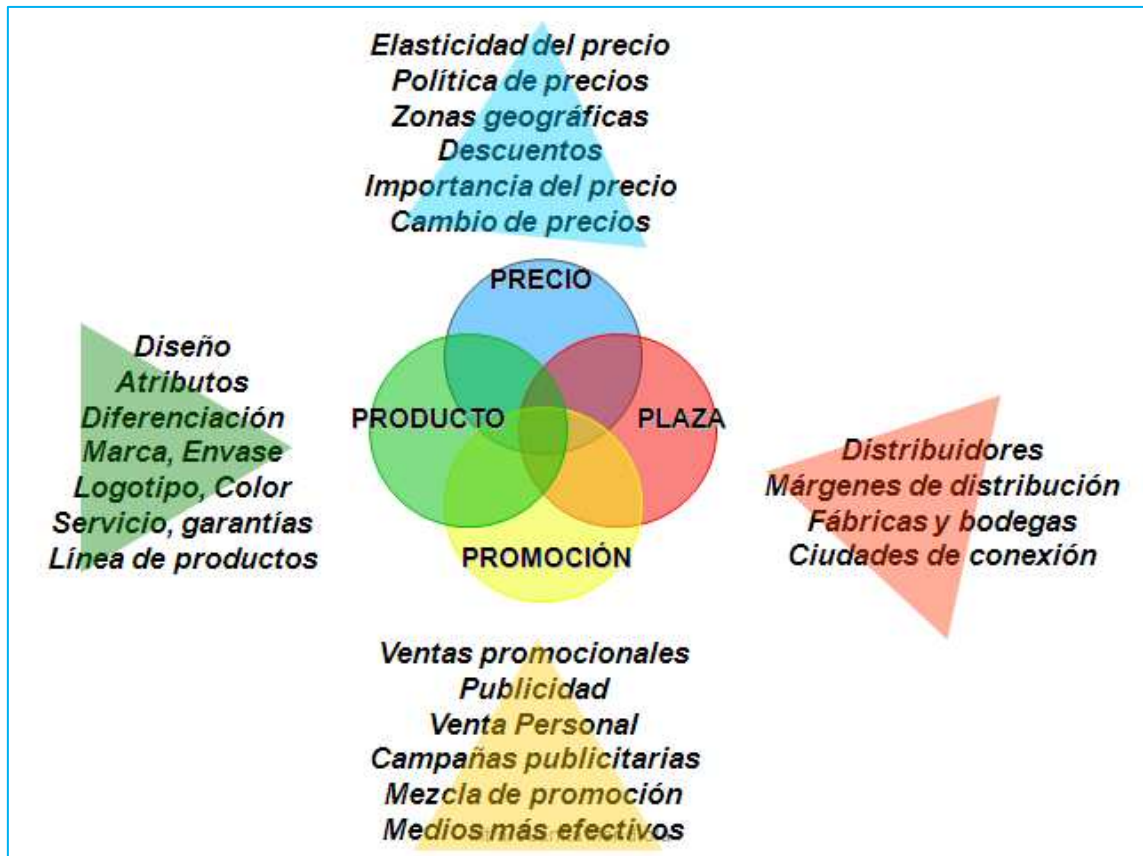 Elasticidad del precio
Política de precios
Zonas geográficas
Descuentos
Importancia del precio
Cambio de precios
PRECIO
Diseño
Atributos
Diferenciación
Marca, Envase
Logotipo, Color
Servicio, garantías
Línea de productos
PRODUCTO
PLAZA
Distribuidores
Márgenes de distribución
Fábricas y bodegas
Ciudades de conexión
PROMOCIÓN
Ventas promocionales
Publicidad
Venta Personal
Campañas publicitarias
Mezcla de promoción
Medios más efectivos